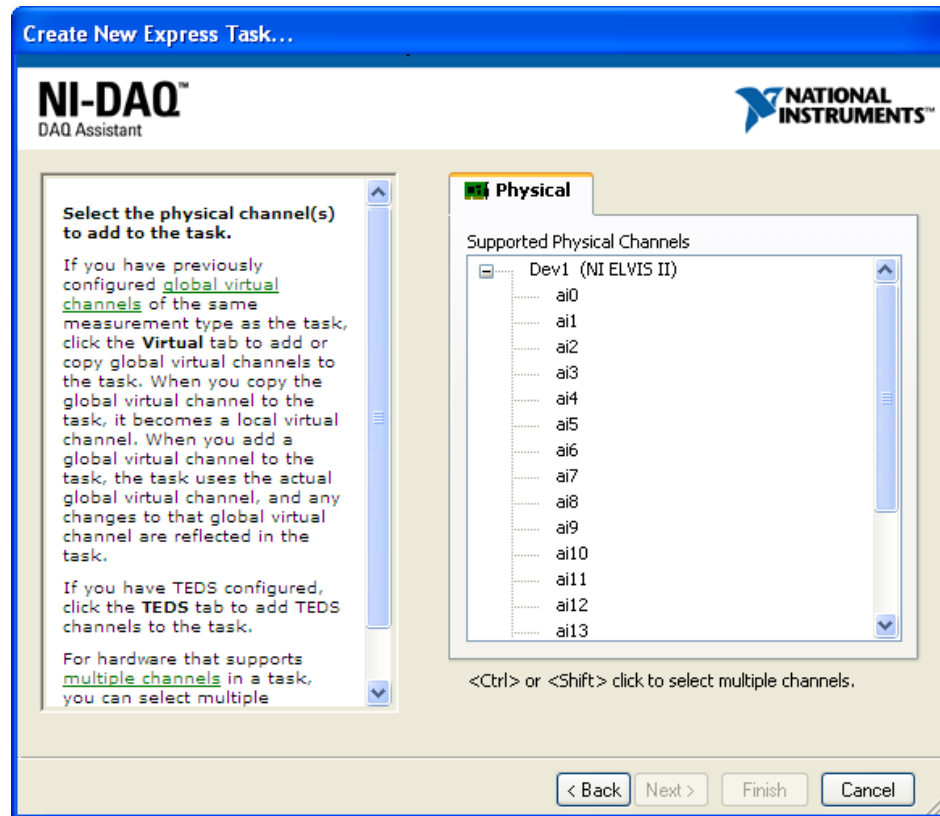 Create New Express Task...
NI-DAQ™
DAQ Assistant
NATIONAL
INSTRUMENTS™
Select the physical channel(s)
to add to the task.
If you have previously
configured global virtual
channels of the same
measurement type as the task,
click the Virtual tab to add or
copy global virtual channels to
the task. When you copy the
global virtual channel to the
task, it becomes a local virtual
channel. When you add a
global virtual channel to the
task, the task uses the actual
global virtual channel, and any
changes to that global virtual
channel are reflected in the
task.
If you have TEDS configured,
click the TEDS tab to add TEDS
channels to the task.
For hardware that supports
multiple channels in a task,
you can select multiple
Physical
Supported Physical Channels
Dev1 (NI ELVIS II)
ai0
ai1
ai2
ai3
ai4
ai5
ai6
ai7
ai8
ai9
ai10
ai11
ai12
ai13
<Ctrl> or <Shift> click to select multiple channels.
< Back
Next >
Finish
Cancel